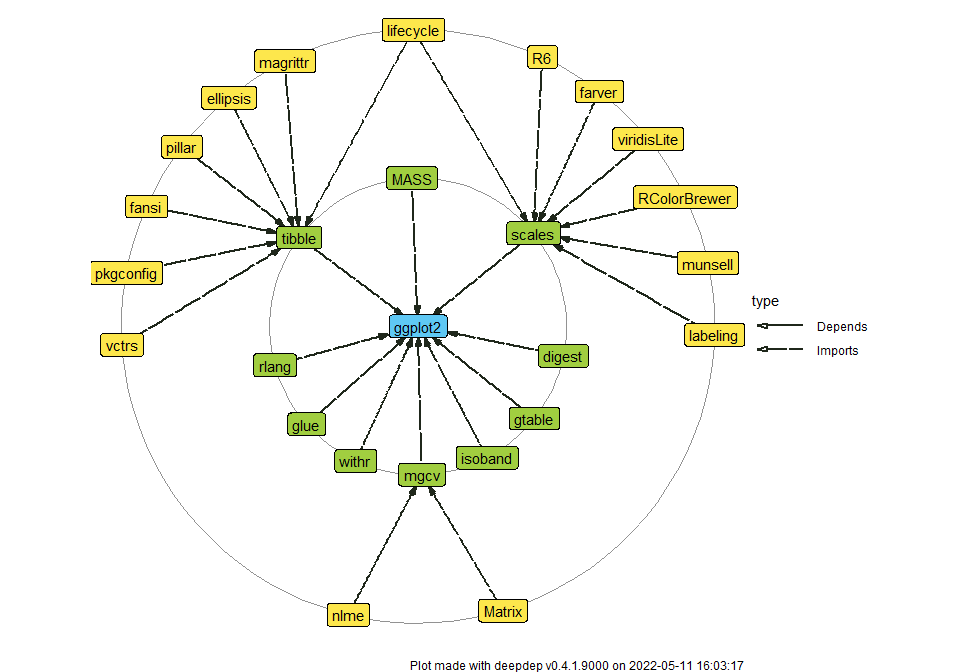 lifecycle
R6
magrittr
farver
ellipsis
viridisLite
pillar
MASS
RColorBrewer
fansi
scales
tibble
munsell
pkgconfig
type
ggplot2
Depends
labeling
vctrs
Imports
digest
rlang
gtable
glue
isoband
withr
mgcv
Matrix
nlme
Plot made with deepdep v0.4.1.9000 on 2022-05-11 16:03:17